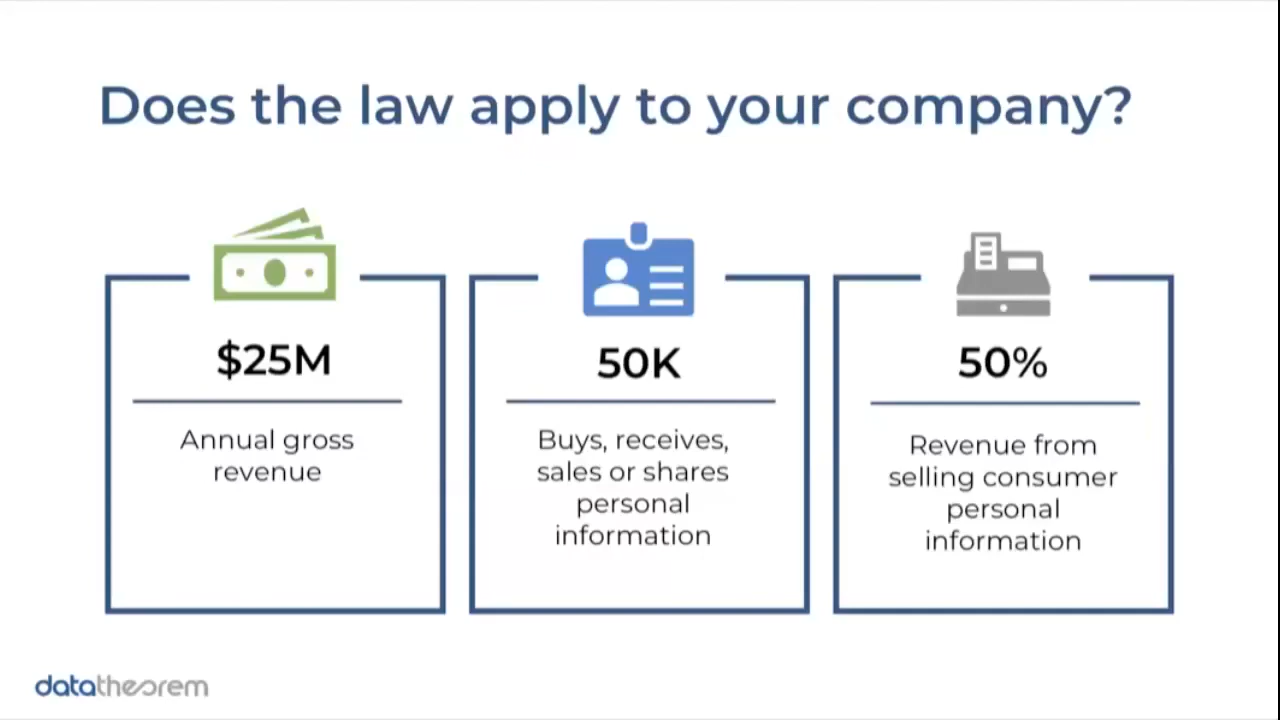 Does the law apply to your company?
$25M
Annual gross
revenue
50K
Buys, receives,
sales or shares
personal
information
50%
Revenue from
selling consumer
personal
information
datatheorem